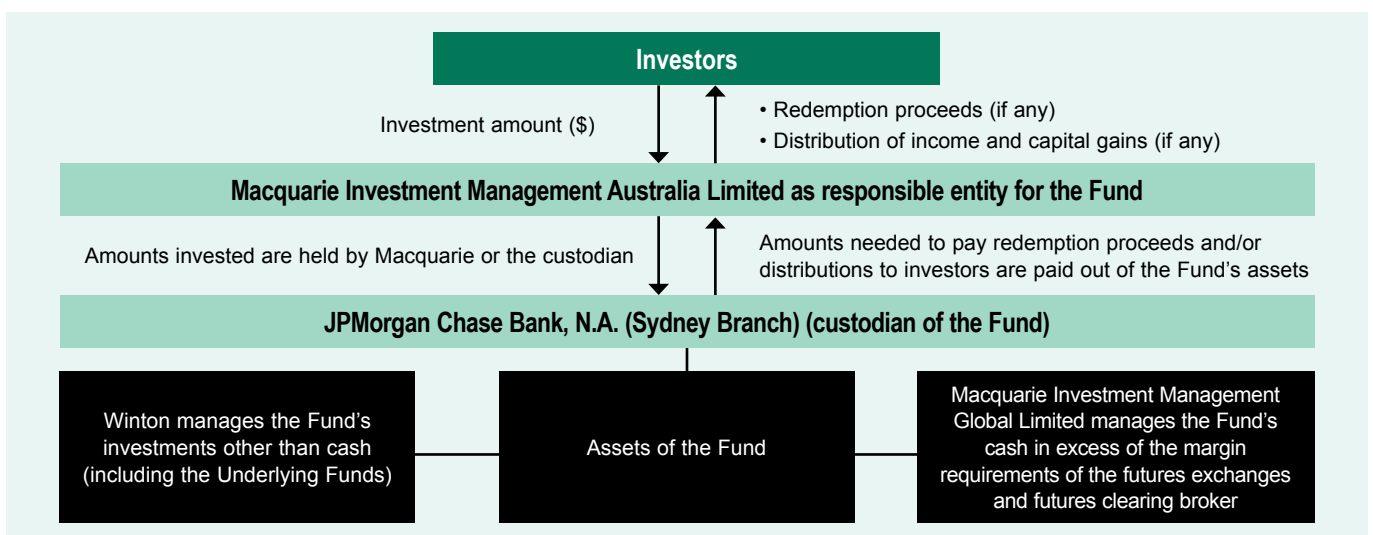 Investors
Investment amount ($)
• Redemption proceeds (if any)
• Distribution of income and capital gains (if any)
Macquarie Investment Management Australia Limited as responsible entity for the Fund
Amounts invested are held by Macquarie or the custodian
Amounts needed to pay redemption proceeds and/or
distributions to investors are paid out of the Fund's assets
JPMorgan Chase Bank, N.A. (Sydney Branch) (custodian of the Fund)
Winton manages the Fund's
investments other than cash
(including the Underlying Funds)
Assets of the Fund
Macquarie Investment Management
Global Limited manages the Fund's
cash in excess of the margin
requirements of the futures exchanges
and futures clearing broker